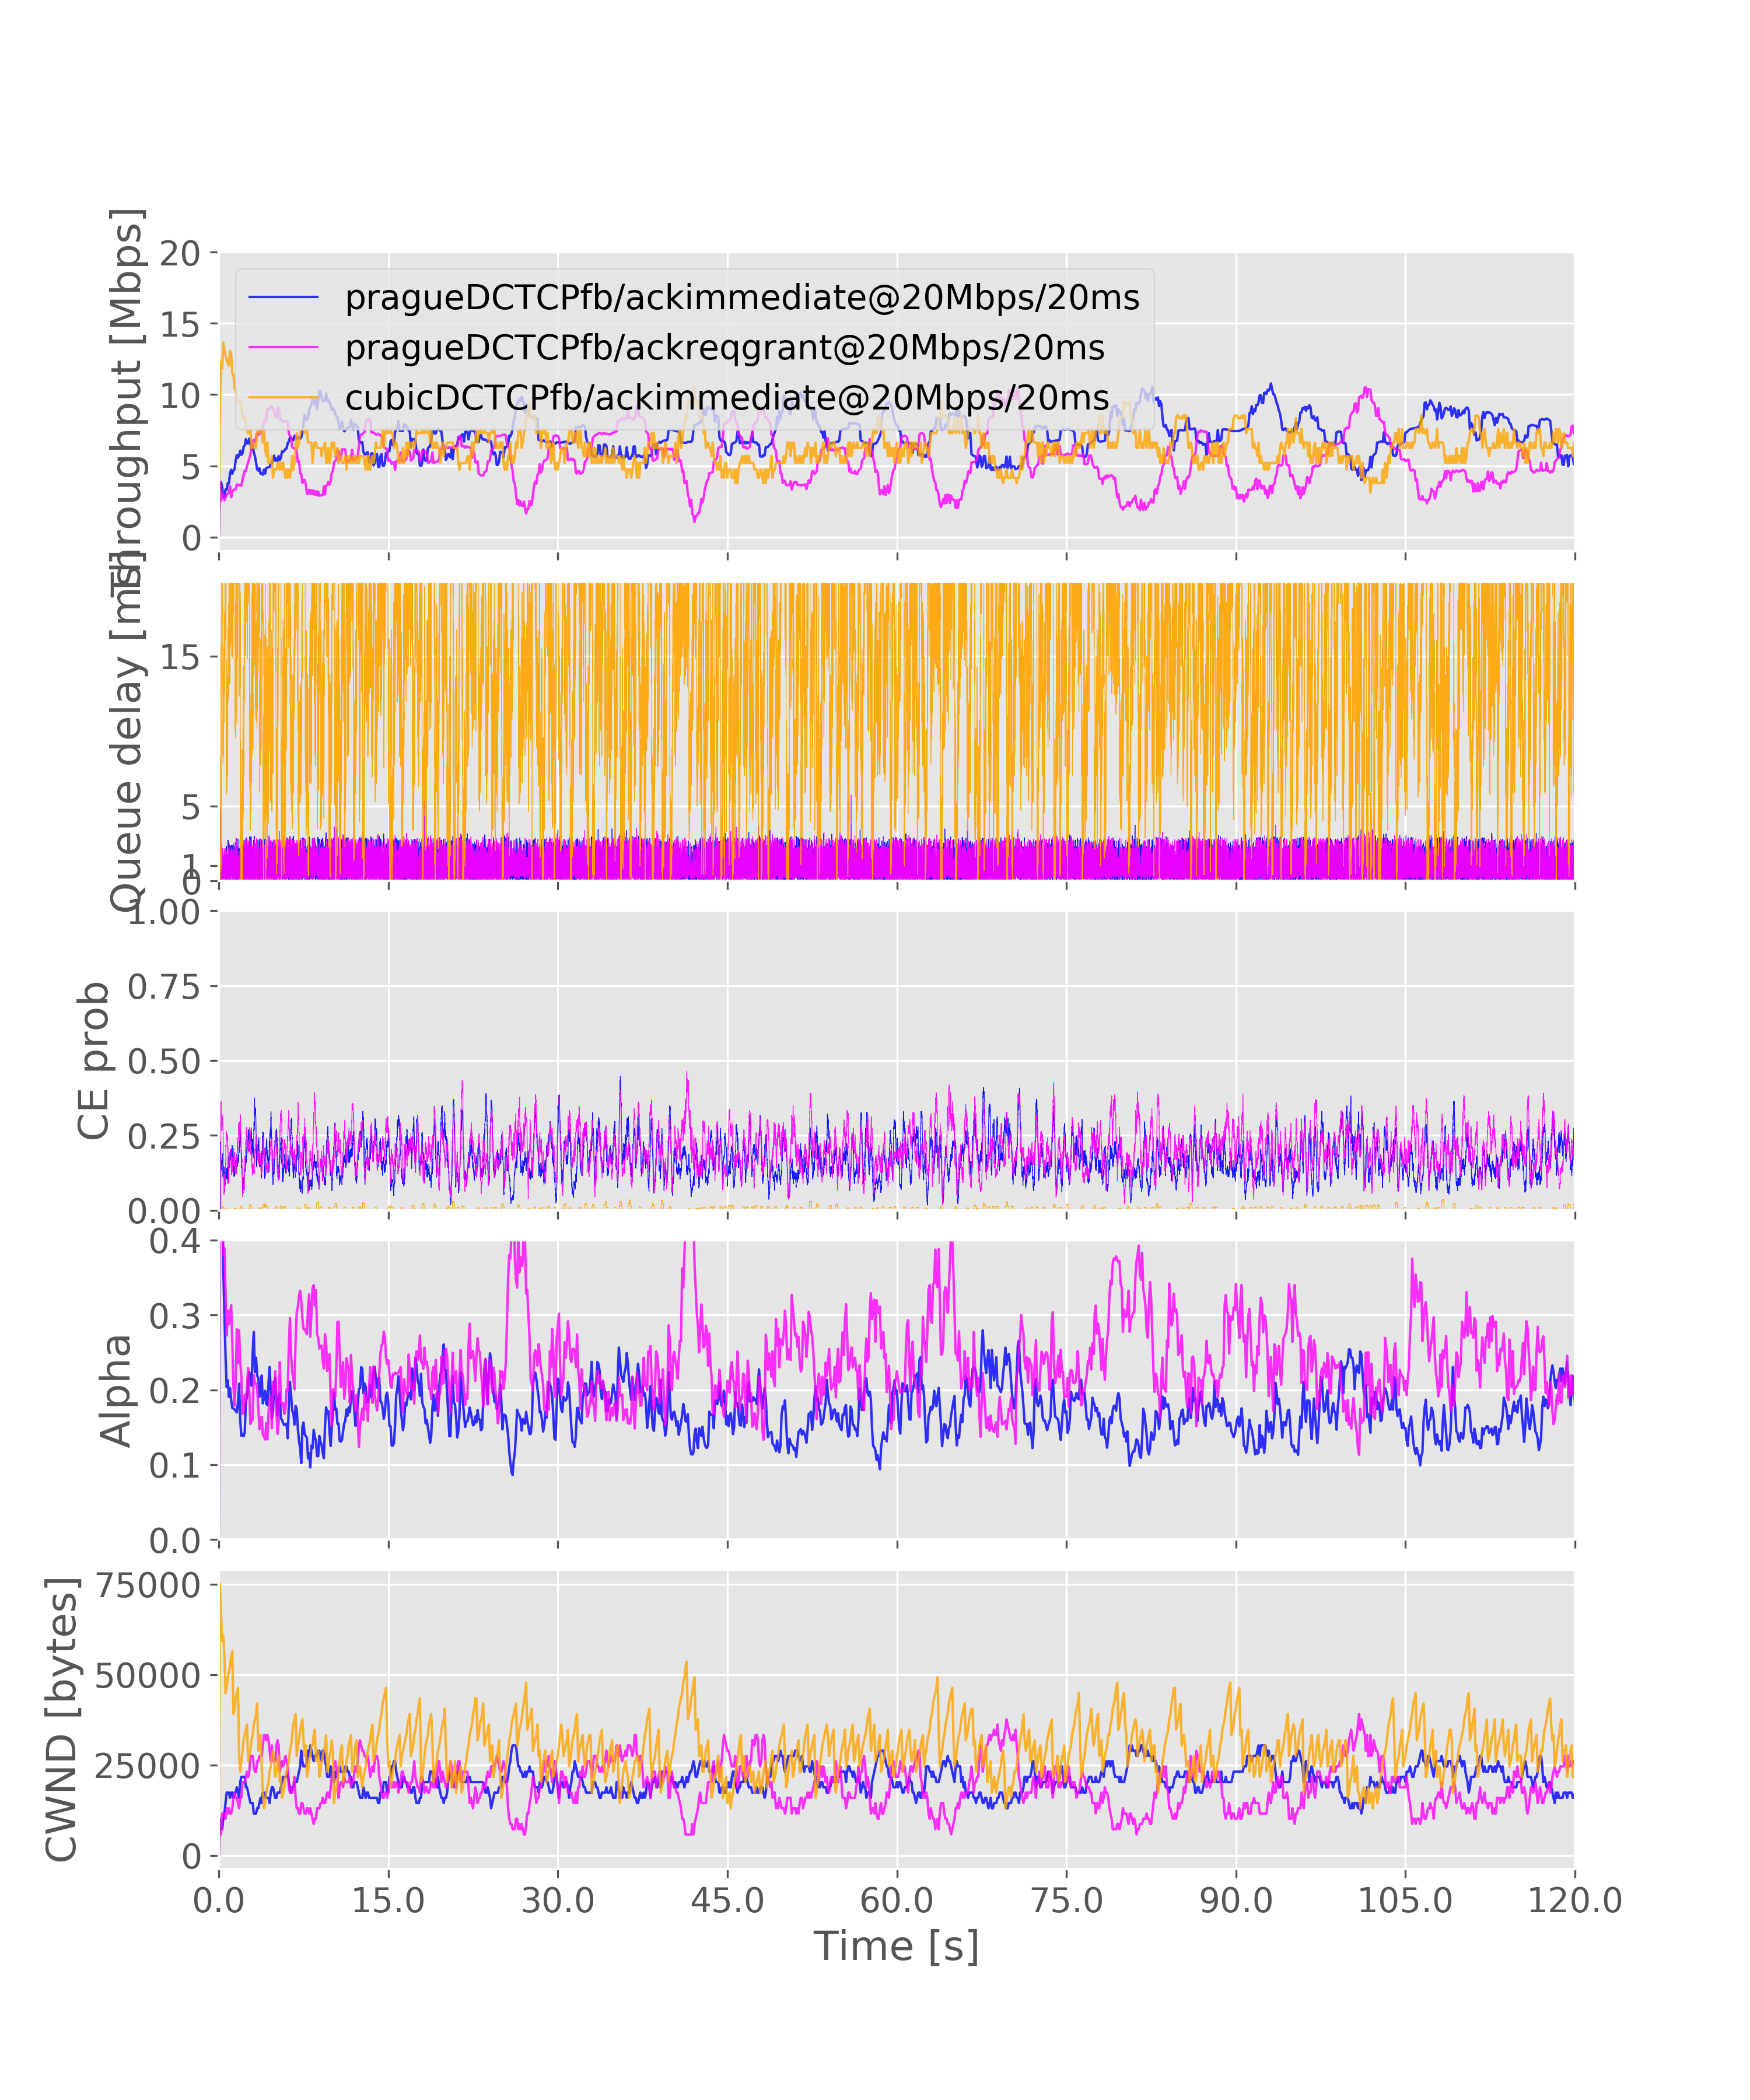 Throughput [Mbps]
20
15
10
5
0
pragueDCTCPfb/ackimmediate@20Mbps/20ms
pragueDCTCPfb/ackreqgrant@20Mbps/20ms
cubicDCTCPfb/ackimmediate@20Mbps/20ms
Queue delay [ms]
15
5
1
0
CE prob
1.00
0.75
0.50
0.25
0.00
Alpha
0.4
0.3
0.2
0.1
0.0
CWND [bytes]
75000
50000
25000
0
0.0 15.0 30.0 45.0 60.0 75.0 90.0 105.0 120.0
Time [s]